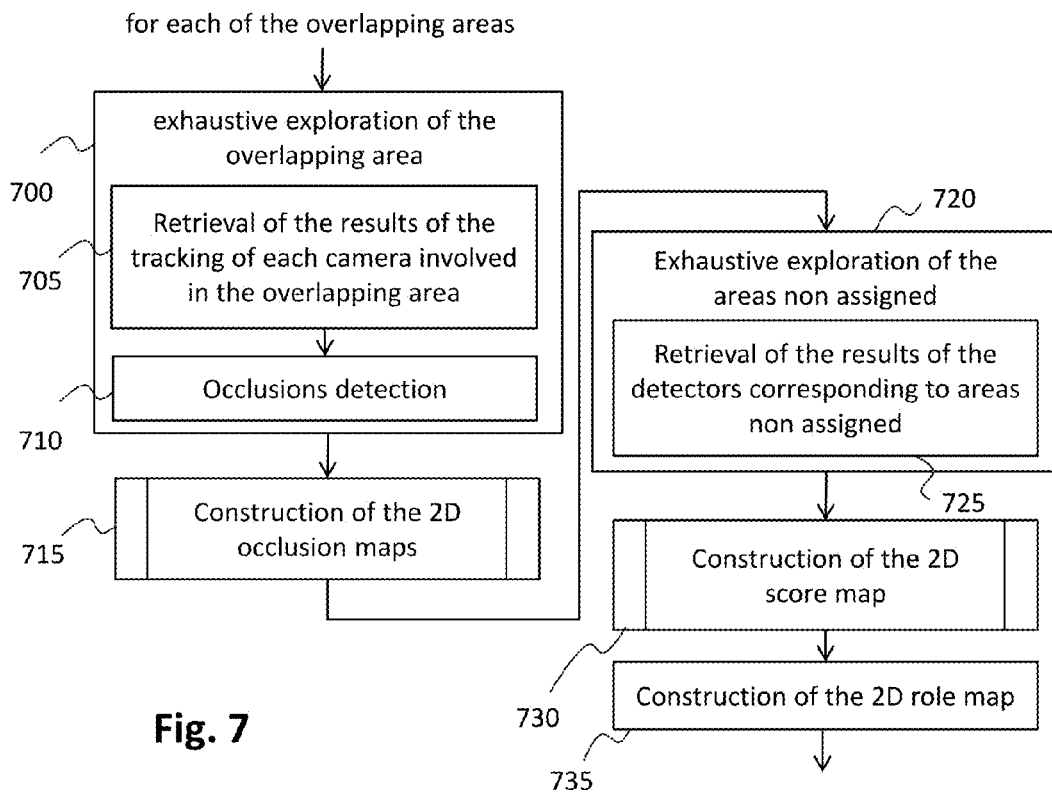 for each of the overlapping areas
exhaustive exploration of the
overlapping area
700
Retrieval of the results of the
tracking of each camera involved
in the overlapping area
705
Occlusions detection
710
Construction of the 2D
occlusion maps
715
720
Exhaustive exploration of the
areas non assigned
Retrieval of the results of the
detectors corresponding to areas
non assigned
725
Construction of the 2D
score map
730
Construction of the 2D role map
735
Fig. 7